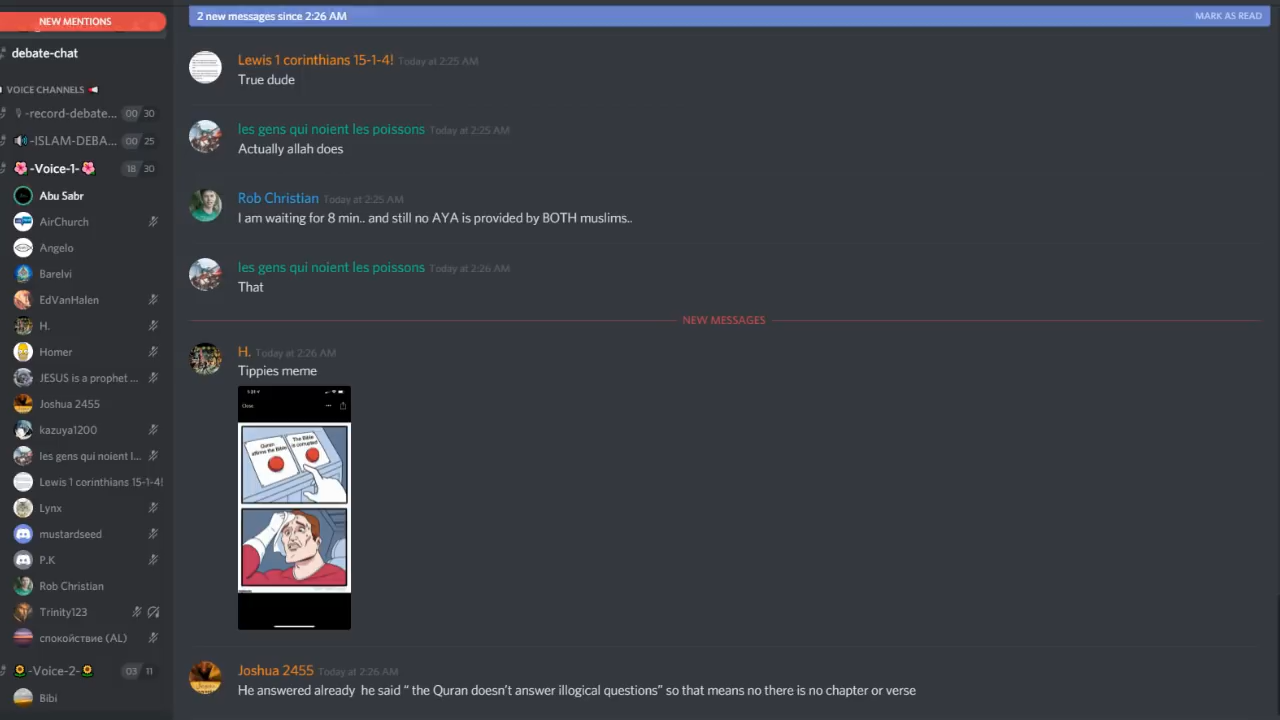 NEW MENTIONS
debate-chat
VOICE CHANNELS
-record-debate... 00 30
-ISLAM-DEBA... 00 25
-Voice-1- 18 30
Abu Sabr
AirChurch
Angelo
Barelvi
EdVanHalen
H.
Homer
JESUS is a prophet ...
Joshua 2455
kazuya1200
les gens qui noient l...
Lewis 1 corinthians 15-1-4!
Lynx
mustardseed
P.K
Rob Christian
Trinity123
спокойствие (AL)
-Voice-2- 03 11
Bibi
2 new messages since 2:26 AM MARK AS READ
Lewis 1 corinthians 15-1-4! Today at 2:25 AM
True dude
les gens qui noient les poissons Today at 2:25 AM
Actually allah does
Rob Christian Today at 2:25 AM
I am waiting for 8 min.. and still no AYA is provided by BOTH muslims..
les gens qui noient les poissons Today at 2:26 AM
That
NEW MESSAGES
H. Today at 2:26 AM
Tippies meme
Close
Quran
affirms the Bible
The Bible
is corrupted
Joshua 2455 Today at 2:26 AM
He answered already he said “ the Quran doesn’t answer illogical questions” so that means no there is no chapter or verse